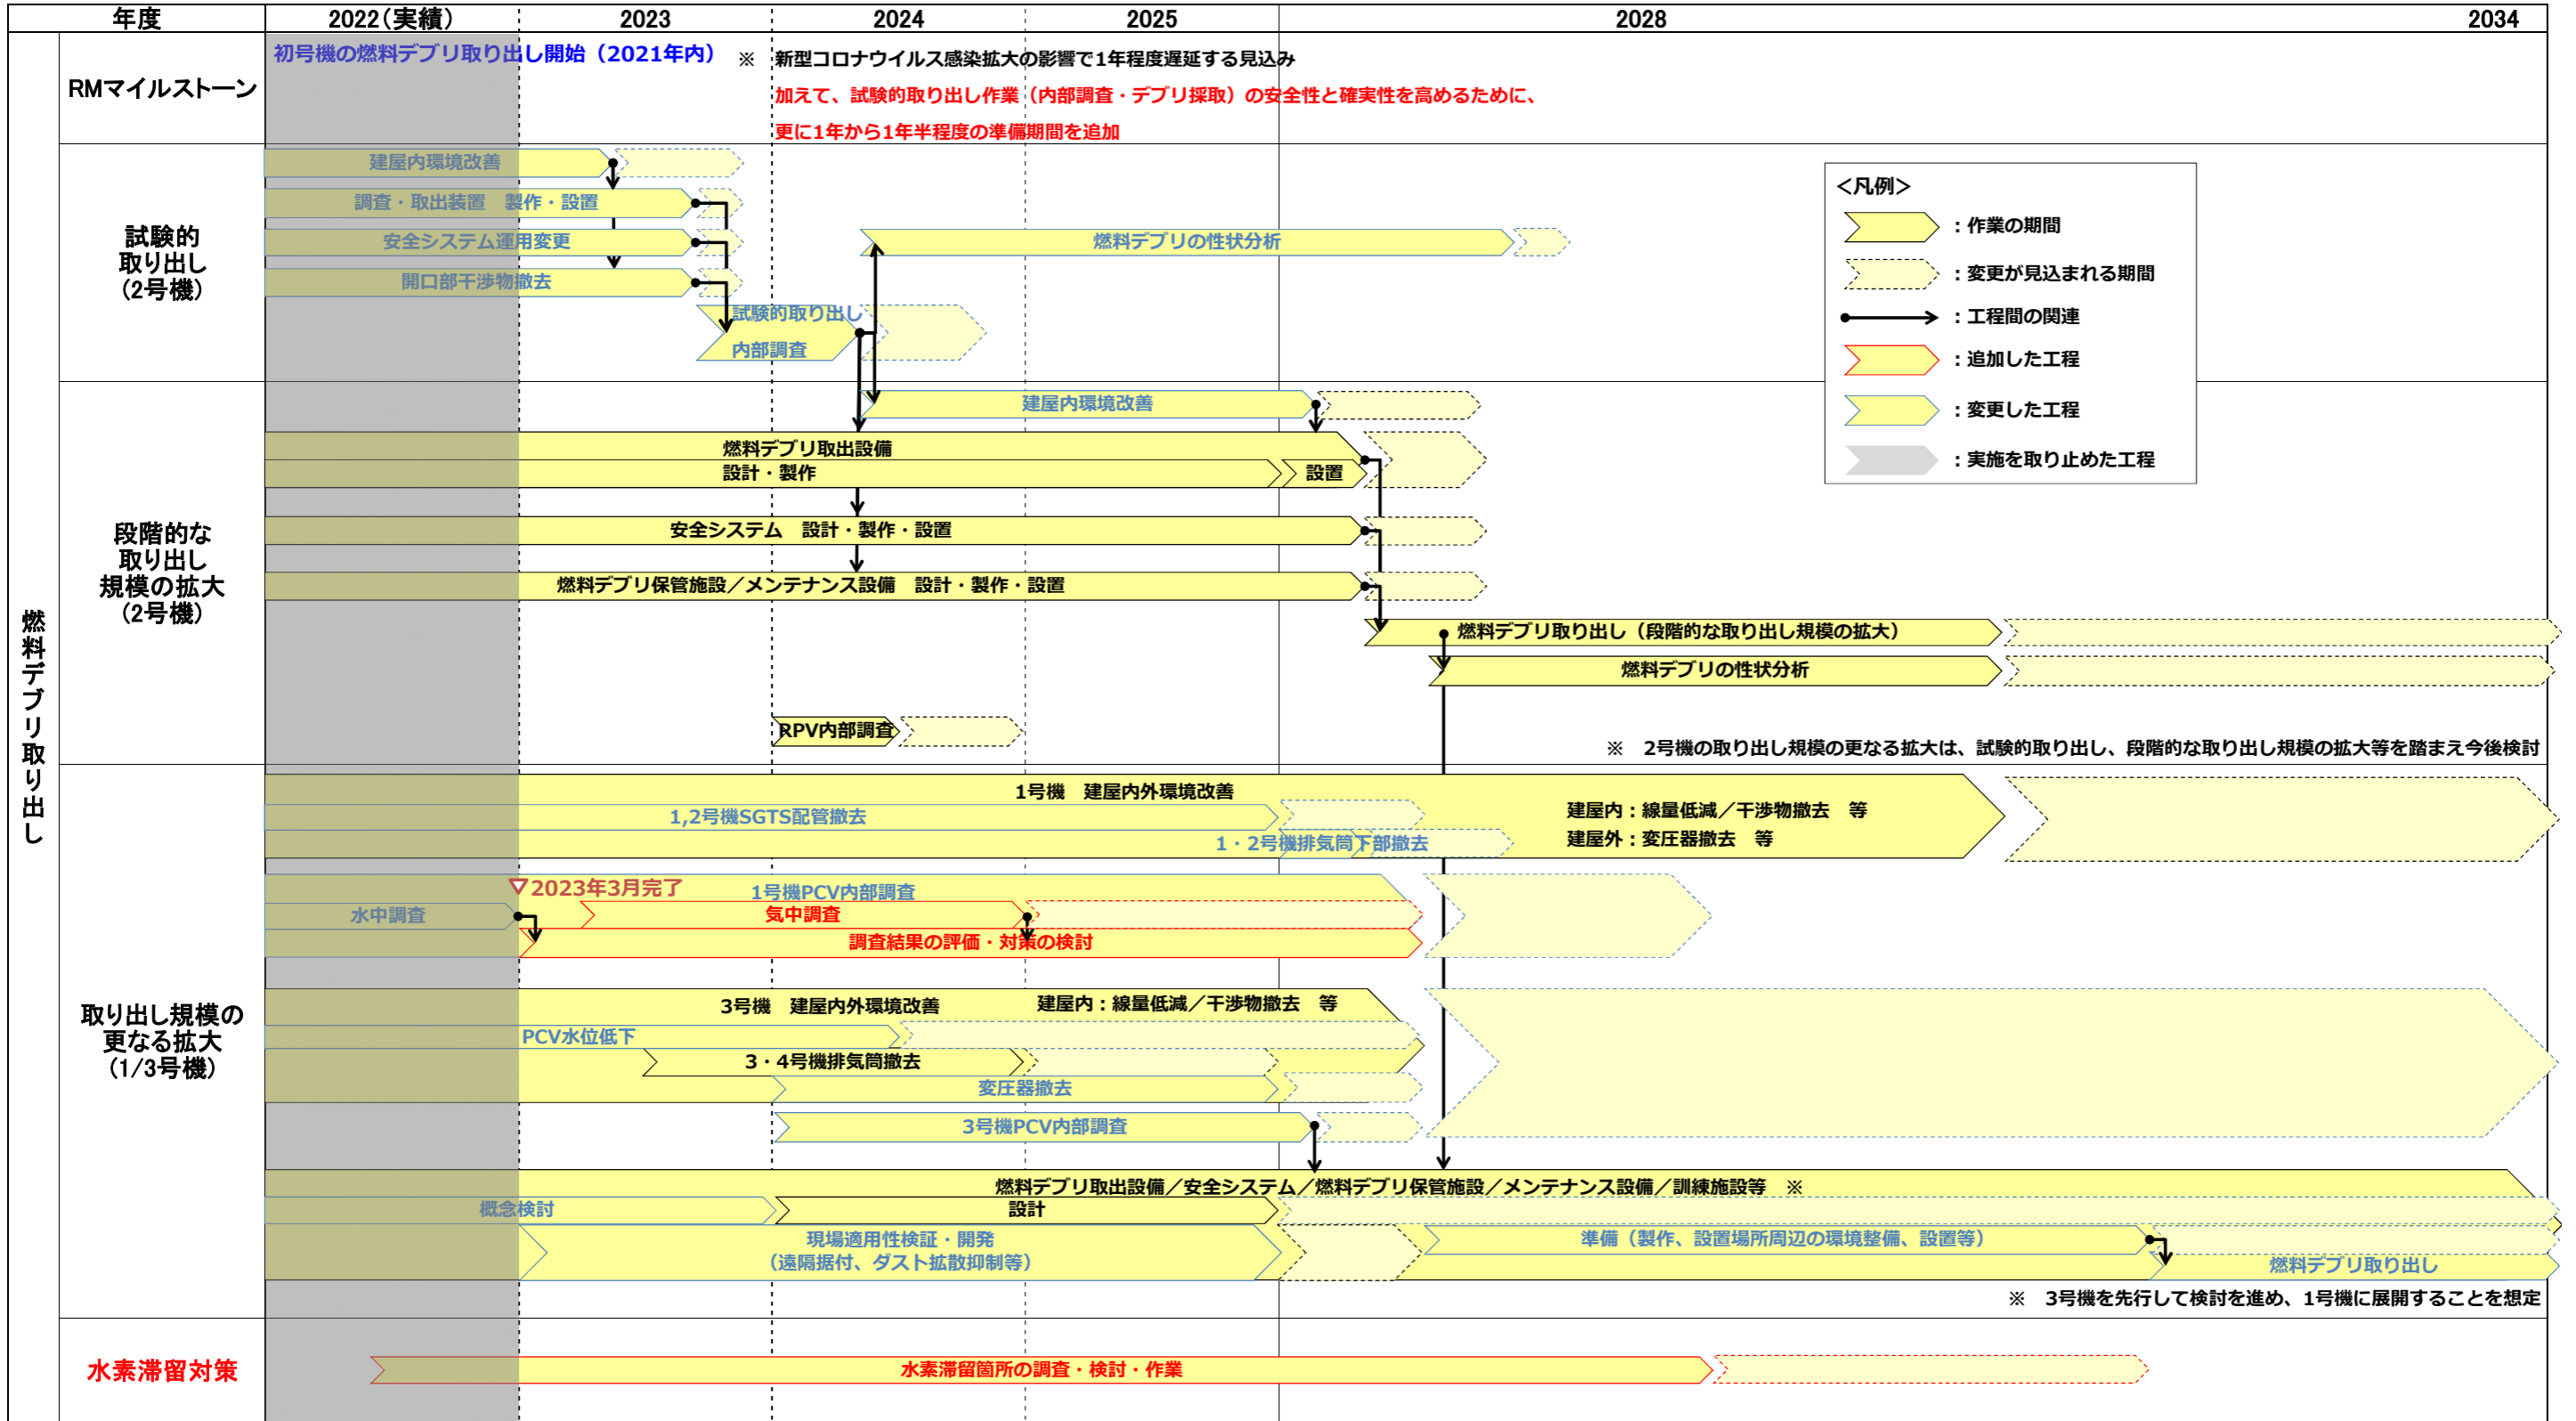 年度
2022(実績)
2023
2024
2025
2028
2034
燃料デブリ取り出し
RMマイルストーン
初号機の燃料デブリ取り出し開始（2021年内）
※　新型コロナウイルス感染拡大の影響で1年程度遅延する見込み
加えて、試験的取り出し作業（内部調査・デブリ採取）の安全性と確実性を高めるために、
更に1年から1年半程度の準備期間を追加
試験的
取り出し
(2号機)
建屋内環境改善
調査・取出装置　製作・設置
安全システム運用変更
開口部干渉物撤去
試験的取り出し
内部調査
燃料デブリの性状分析
＜凡例＞
：作業の期間
：変更が見込まれる期間
：工程間の関連
：追加した工程
：変更した工程
：実施を取り止めた工程
段階的な
取り出し
規模の拡大
(2号機)
建屋内環境改善
燃料デブリ取出設備
設計・製作
設置
安全システム　設計・製作・設置
燃料デブリ保管施設／メンテナンス設備　設計・製作・設置
燃料デブリ取り出し（段階的な取り出し規模の拡大）
燃料デブリの性状分析
RPV内部調査
※　2号機の取り出し規模の更なる拡大は、試験的取り出し、段階的な取り出し規模の拡大等を踏まえ今後検討
取り出し規模の
更なる拡大
(1/3号機)
1号機　建屋内外環境改善
1,2号機SGTS配管撤去
1・2号機排気筒下部撤去
建屋内：線量低減／干渉物撤去　等
建屋外：変圧器撤去　等
▽2023年3月完了
1号機PCV内部調査
水中調査
気中調査
調査結果の評価・対策の検討
3号機　建屋内外環境改善
建屋内：線量低減／干渉物撤去　等
PCV水位低下
3・4号機排気筒撤去
変圧器撤去
3号機PCV内部調査
燃料デブリ取出設備／安全システム／燃料デブリ保管施設／メンテナンス設備／訓練施設等　※
概念検討
設計
現場適用性検証・開発
（遠隔据付、ダスト拡散抑制等）
準備（製作、設置場所周辺の環境整備、設置等）
燃料デブリ取り出し
※　3号機を先行して検討を進め、1号機に展開することを想定
水素滞留対策
水素滞留箇所の調査・検討・作業